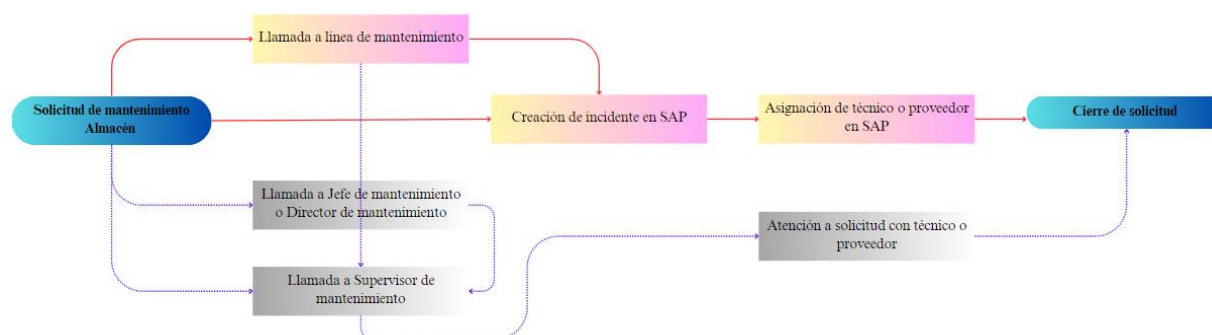 Llamada a linea de mantenimiento
Solicitud de mantenimiento
Almacén
Creación de incidente en SAP
Asignación de técnico o proveedor
en SAP
Cierre de solicitud
Llamada a Jefe de mantenimiento
o Director de mantenimiento
Atención a solicitud con técnico o
proveedor
Llamada a Supervisor de
mantenimiento